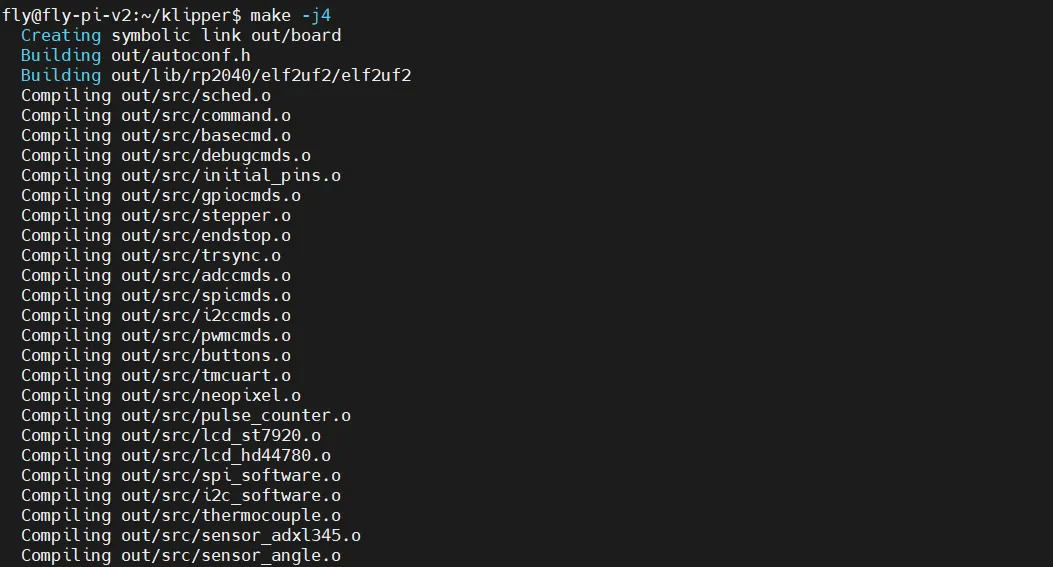 fly@fly-pi-v2:~/klipper$ make -j4
Creating symbolic link out/board
Building out/autoconf.h
Building out/lib/rp2040/elf2uf2/elf2uf2
Compiling out/src/sched.o
Compiling out/src/command.o
Compiling out/src/basecmd.o
Compiling out/src/debugcmds.o
Compiling out/src/initial_pins.o
Compiling out/src/gpiocmds.o
Compiling out/src/stepper.o
Compiling out/src/endstop.o
Compiling out/src/trsync.o
Compiling out/src/adccmds.o
Compiling out/src/spicmds.o
Compiling out/src/i2ccmds.o
Compiling out/src/pwmcmds.o
Compiling out/src/buttons.o
Compiling out/src/tmcuart.o
Compiling out/src/neopixel.o
Compiling out/src/pulse_counter.o
Compiling out/src/lcd_st7920.o
Compiling out/src/lcd_hd44780.o
Compiling out/src/spi_software.o
Compiling out/src/i2c_software.o
Compiling out/src/thermocouple.o
Compiling out/src/sensor_adxl345.o
Compiling out/src/sensor_angle.o